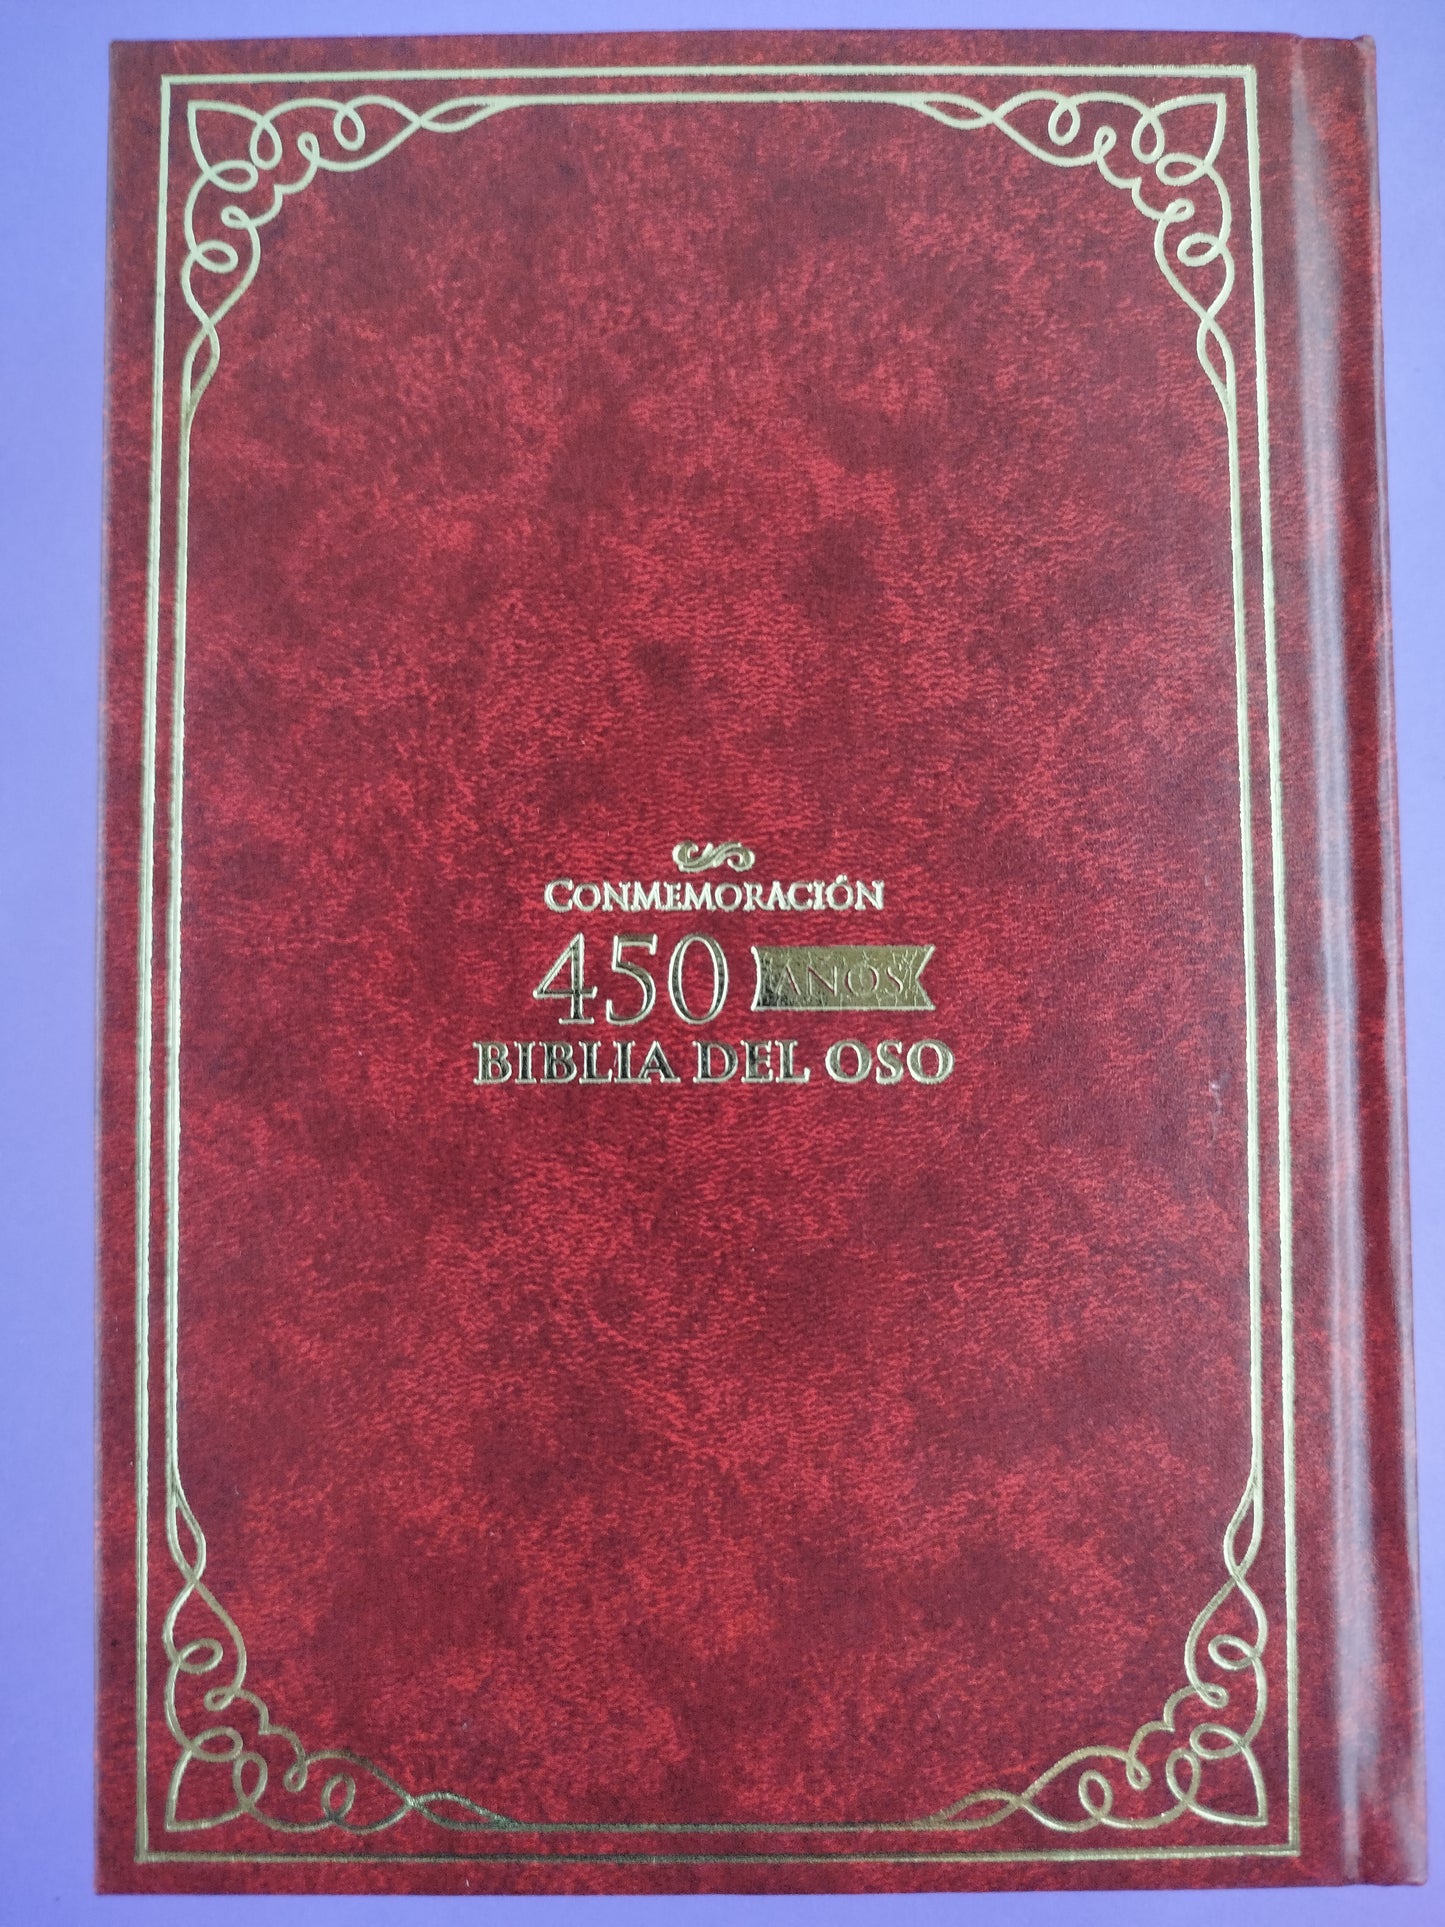 CONMEMORACIÓN
450 AÑOS
BIBLIA DEL OSO